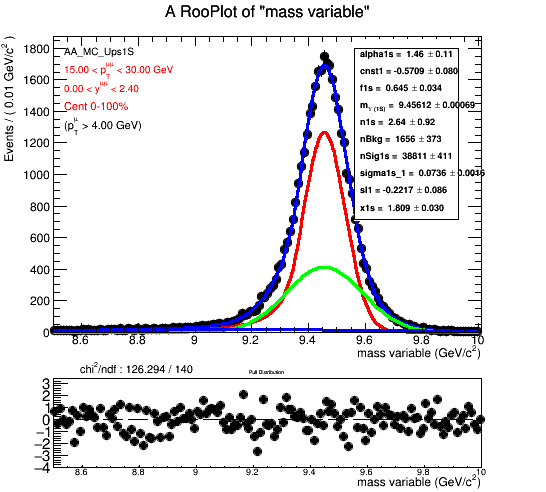 A RooPlot of "mass variable"
Events / ( 0.01 GeV/c² )
1800
1600
1400
1200
1000
800
600
400
200
0
AA_MC_Ups1S
15.00 < p_T^μμ < 30.00 GeV
0.00 < y^μμ < 2.40
Cent 0-100%
(p_T^μ > 4.00 GeV)
alpha1s = 1.46 ± 0.11
cnst1 = -0.5709 ± 0.080
f1s = 0.645 ± 0.034
m_Υ(1S) = 9.45612 ± 0.00069
n1s = 2.64 ± 0.92
nBkg = 1656 ± 373
nSig1s = 38811 ± 411
sigma1s_1 = 0.0736 ± 0.0016
sl1 = -0.2217 ± 0.086
x1s = 1.809 ± 0.030
8.6 8.8 9 9.2 9.4 9.6 9.8 10
mass variable (GeV/c²)
chi²/ndf : 126.294 / 140
Pull Distribution
3
2
1
0
−1
−2
−3
−4
8.6 8.8 9 9.2 9.4 9.6 9.8 10
mass variable (GeV/c²)